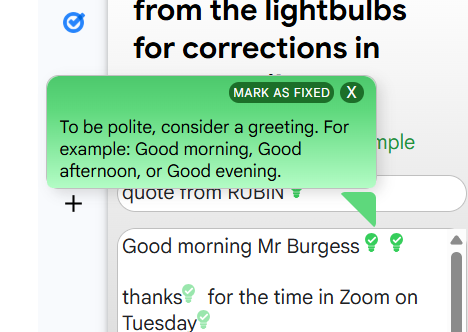 from the lightbulbs
for corrections in
MARK AS FIXED X
To be polite, consider a greeting. For
example: Good morning, Good
afternoon, or Good evening.
quote from RUBIN
Good morning Mr Burgess
thanks for the time in Zoom on
Tuesday